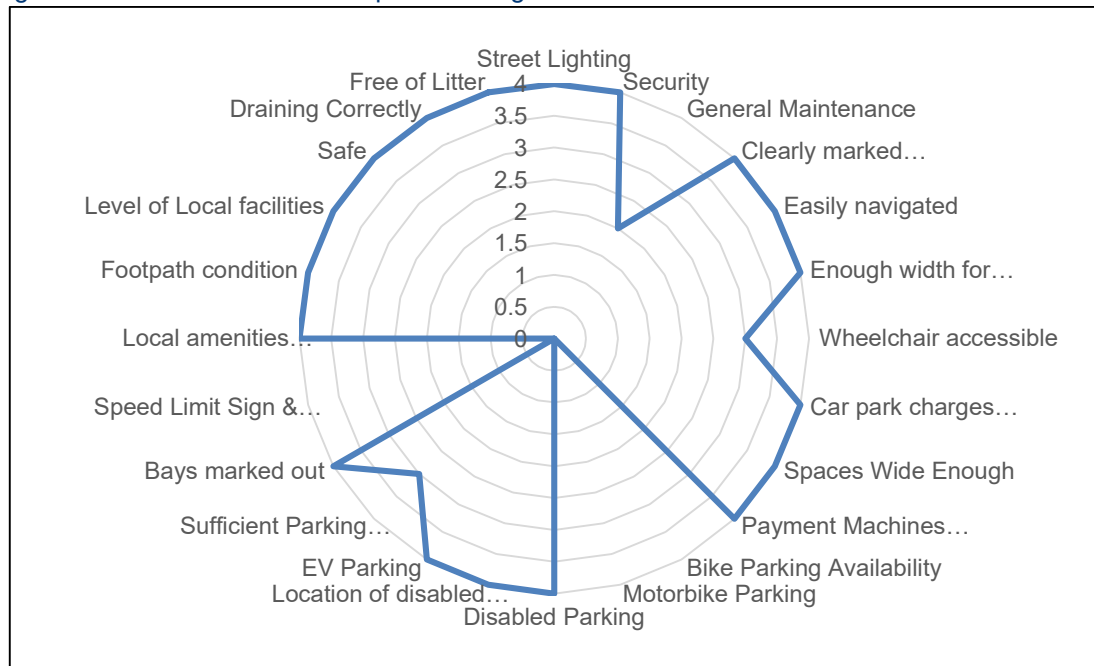 Street Lighting
Free of Litter
Security
Draining Correctly
General Maintenance
Safe
Clearly marked…
Level of Local facilities
Easily navigated
Footpath condition
Enough width for…
Local amenities…
Wheelchair accessible
Speed Limit Sign &…
Car park charges…
Bays marked out
Spaces Wide Enough
Sufficient Parking…
Payment Machines…
EV Parking
Bike Parking Availability
Location of disabled…
Motorbike Parking
Disabled Parking
4
3.5
3
2.5
2
1.5
1
0.5
0